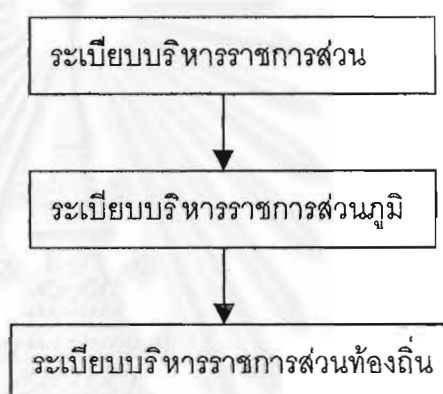 ระเบียบบริหารราชการส่วน
ระเบียบบริหารราชการส่วนภูมิ
ระเบียบบริหารราชการส่วนท้องถิ่น